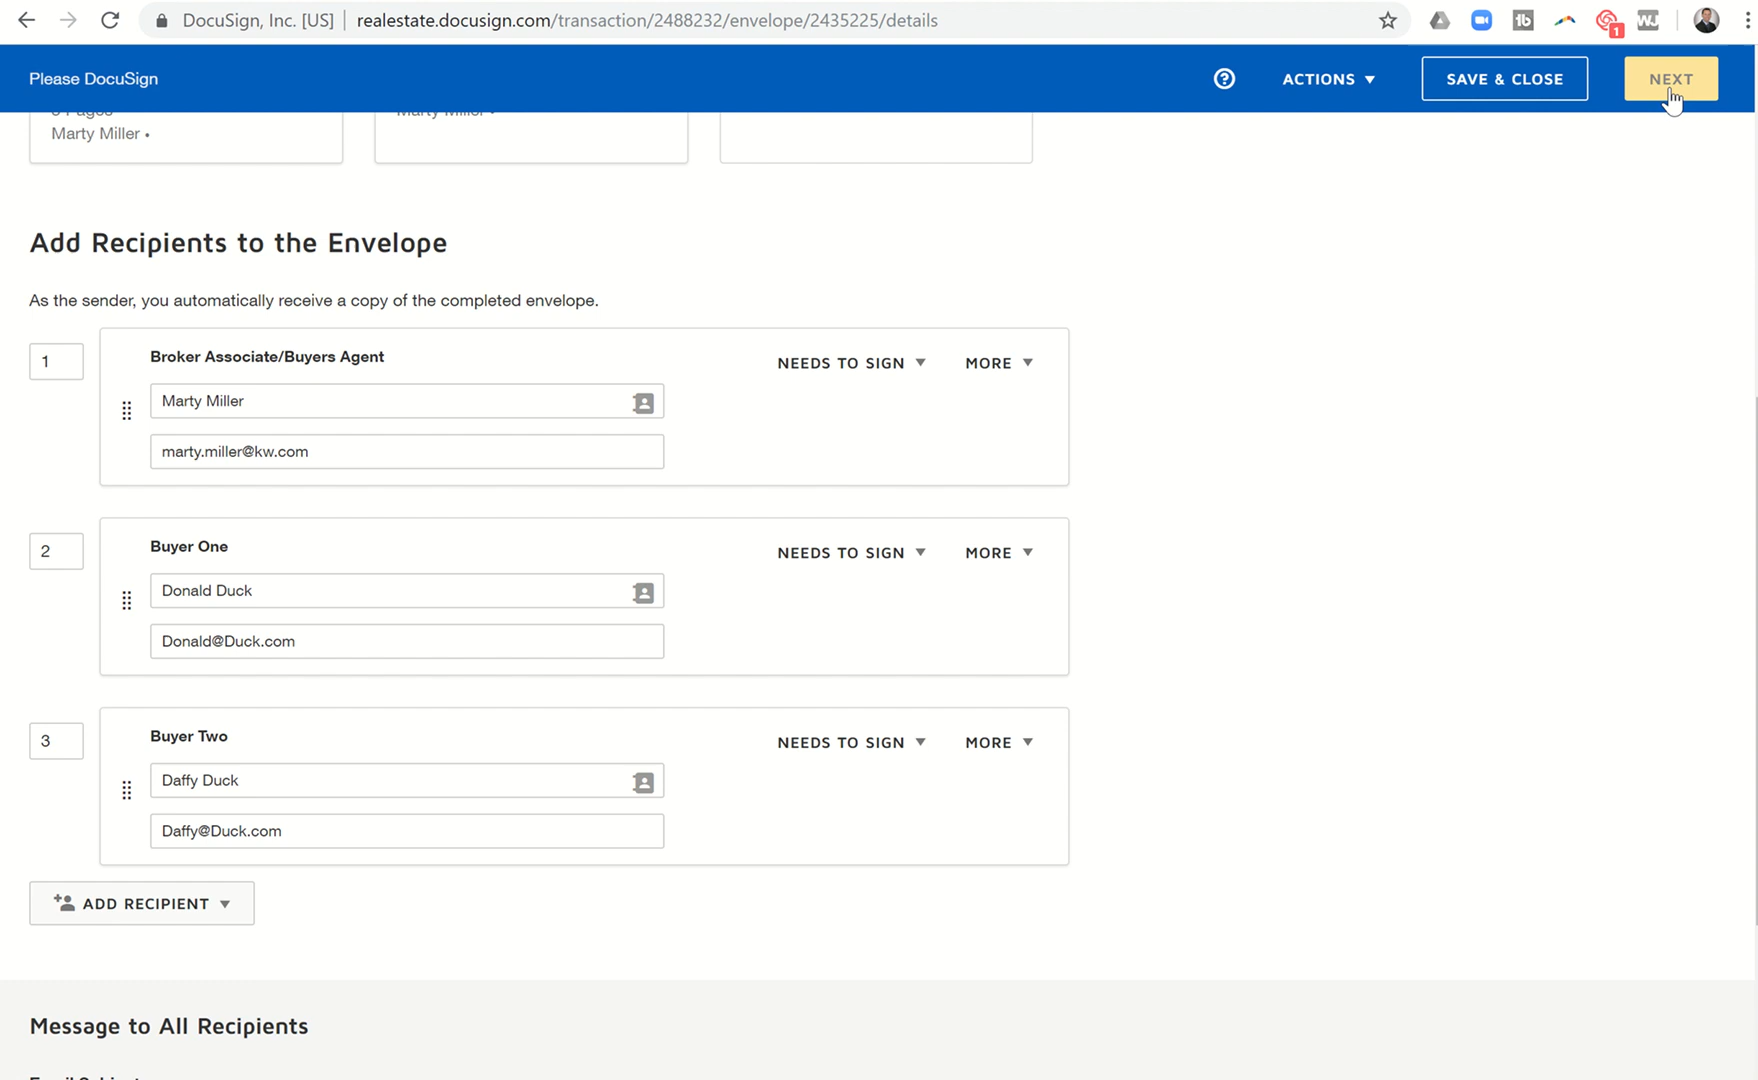 DocuSign, Inc. [US] | realestate.docusign.com/transaction/2488232/envelope/2435225/details
1
Please DocuSign
ACTIONS
SAVE & CLOSE
NEXT
Pages
Marty Miller •
Marty Miller •
Add Recipients to the Envelope
As the sender, you automatically receive a copy of the completed envelope.
1
Broker Associate/Buyers Agent
NEEDS TO SIGN
MORE
Marty Miller
marty.miller@kw.com
2
Buyer One
NEEDS TO SIGN
MORE
Donald Duck
Donald@Duck.com
3
Buyer Two
NEEDS TO SIGN
MORE
Daffy Duck
Daffy@Duck.com
ADD RECIPIENT
Message to All Recipients